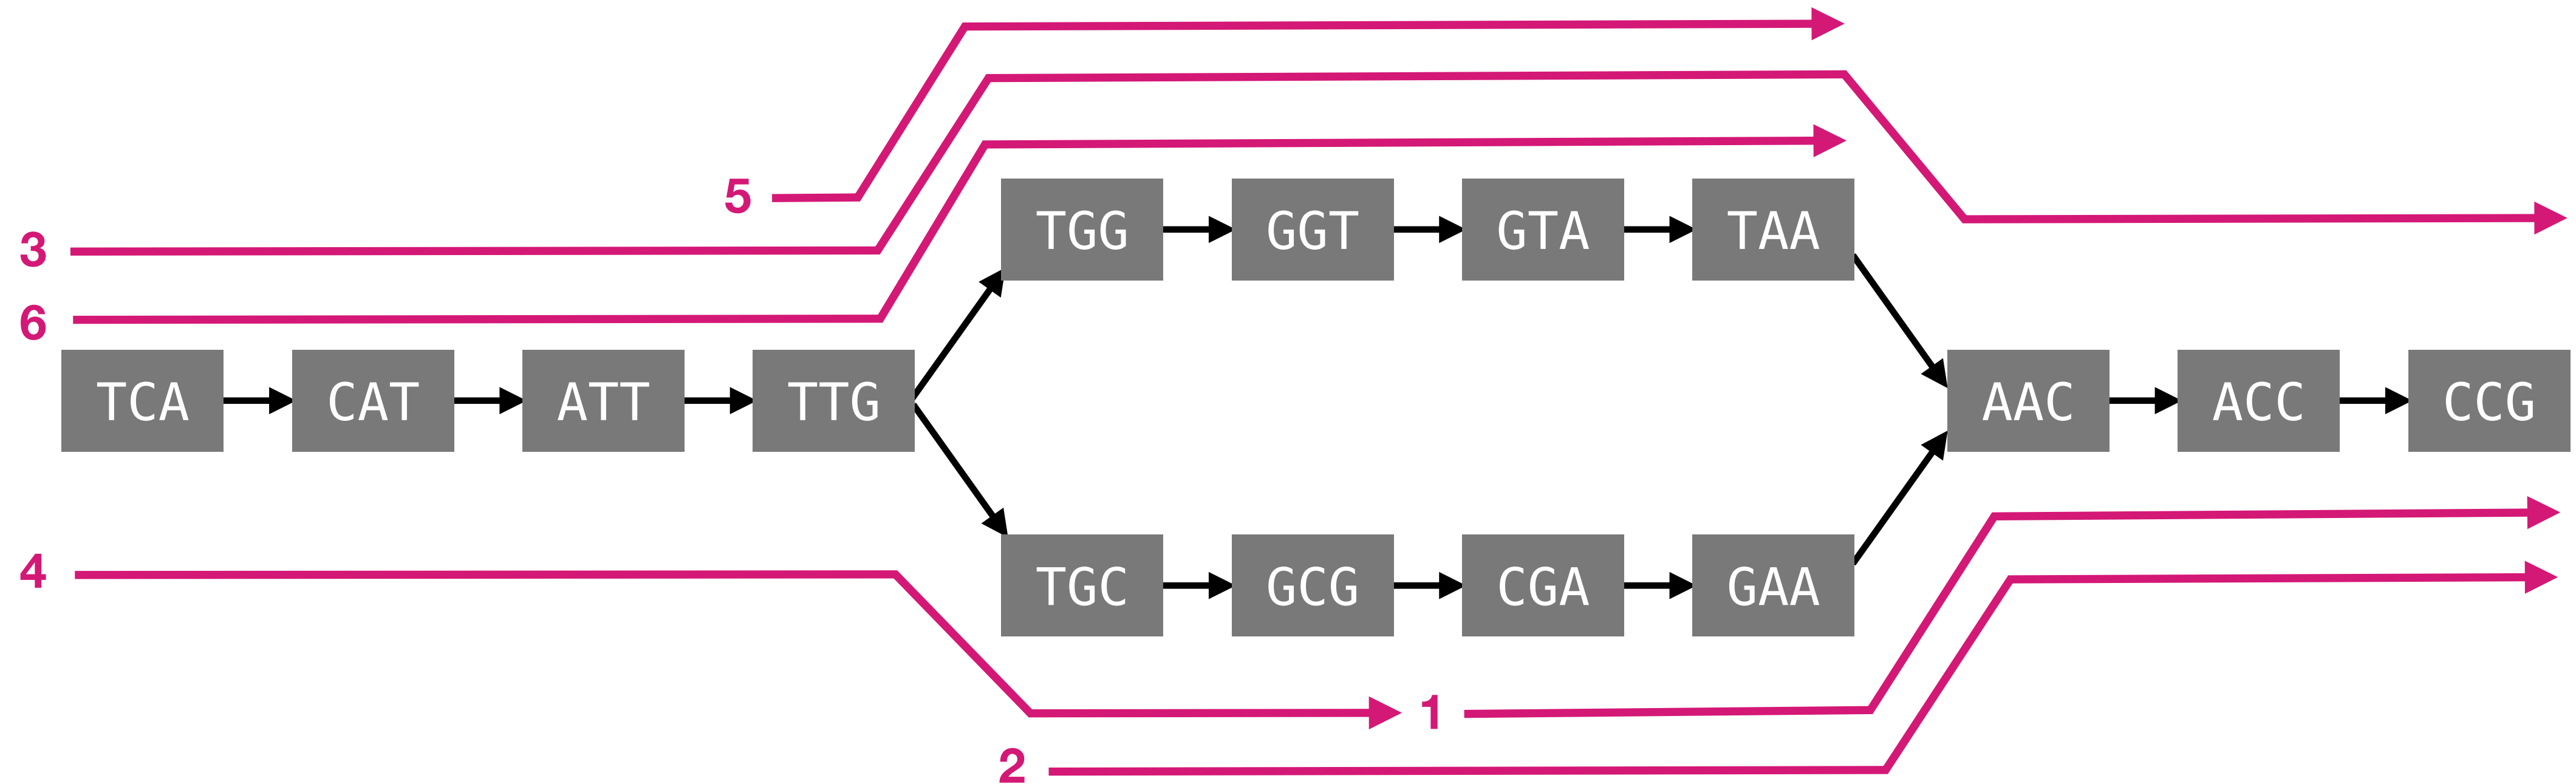 5
TGG GGT GTA TAA
3
6
TCA CAT ATT TTG AAC ACC CCG
4
TGC GCG CGA GAA
1
2